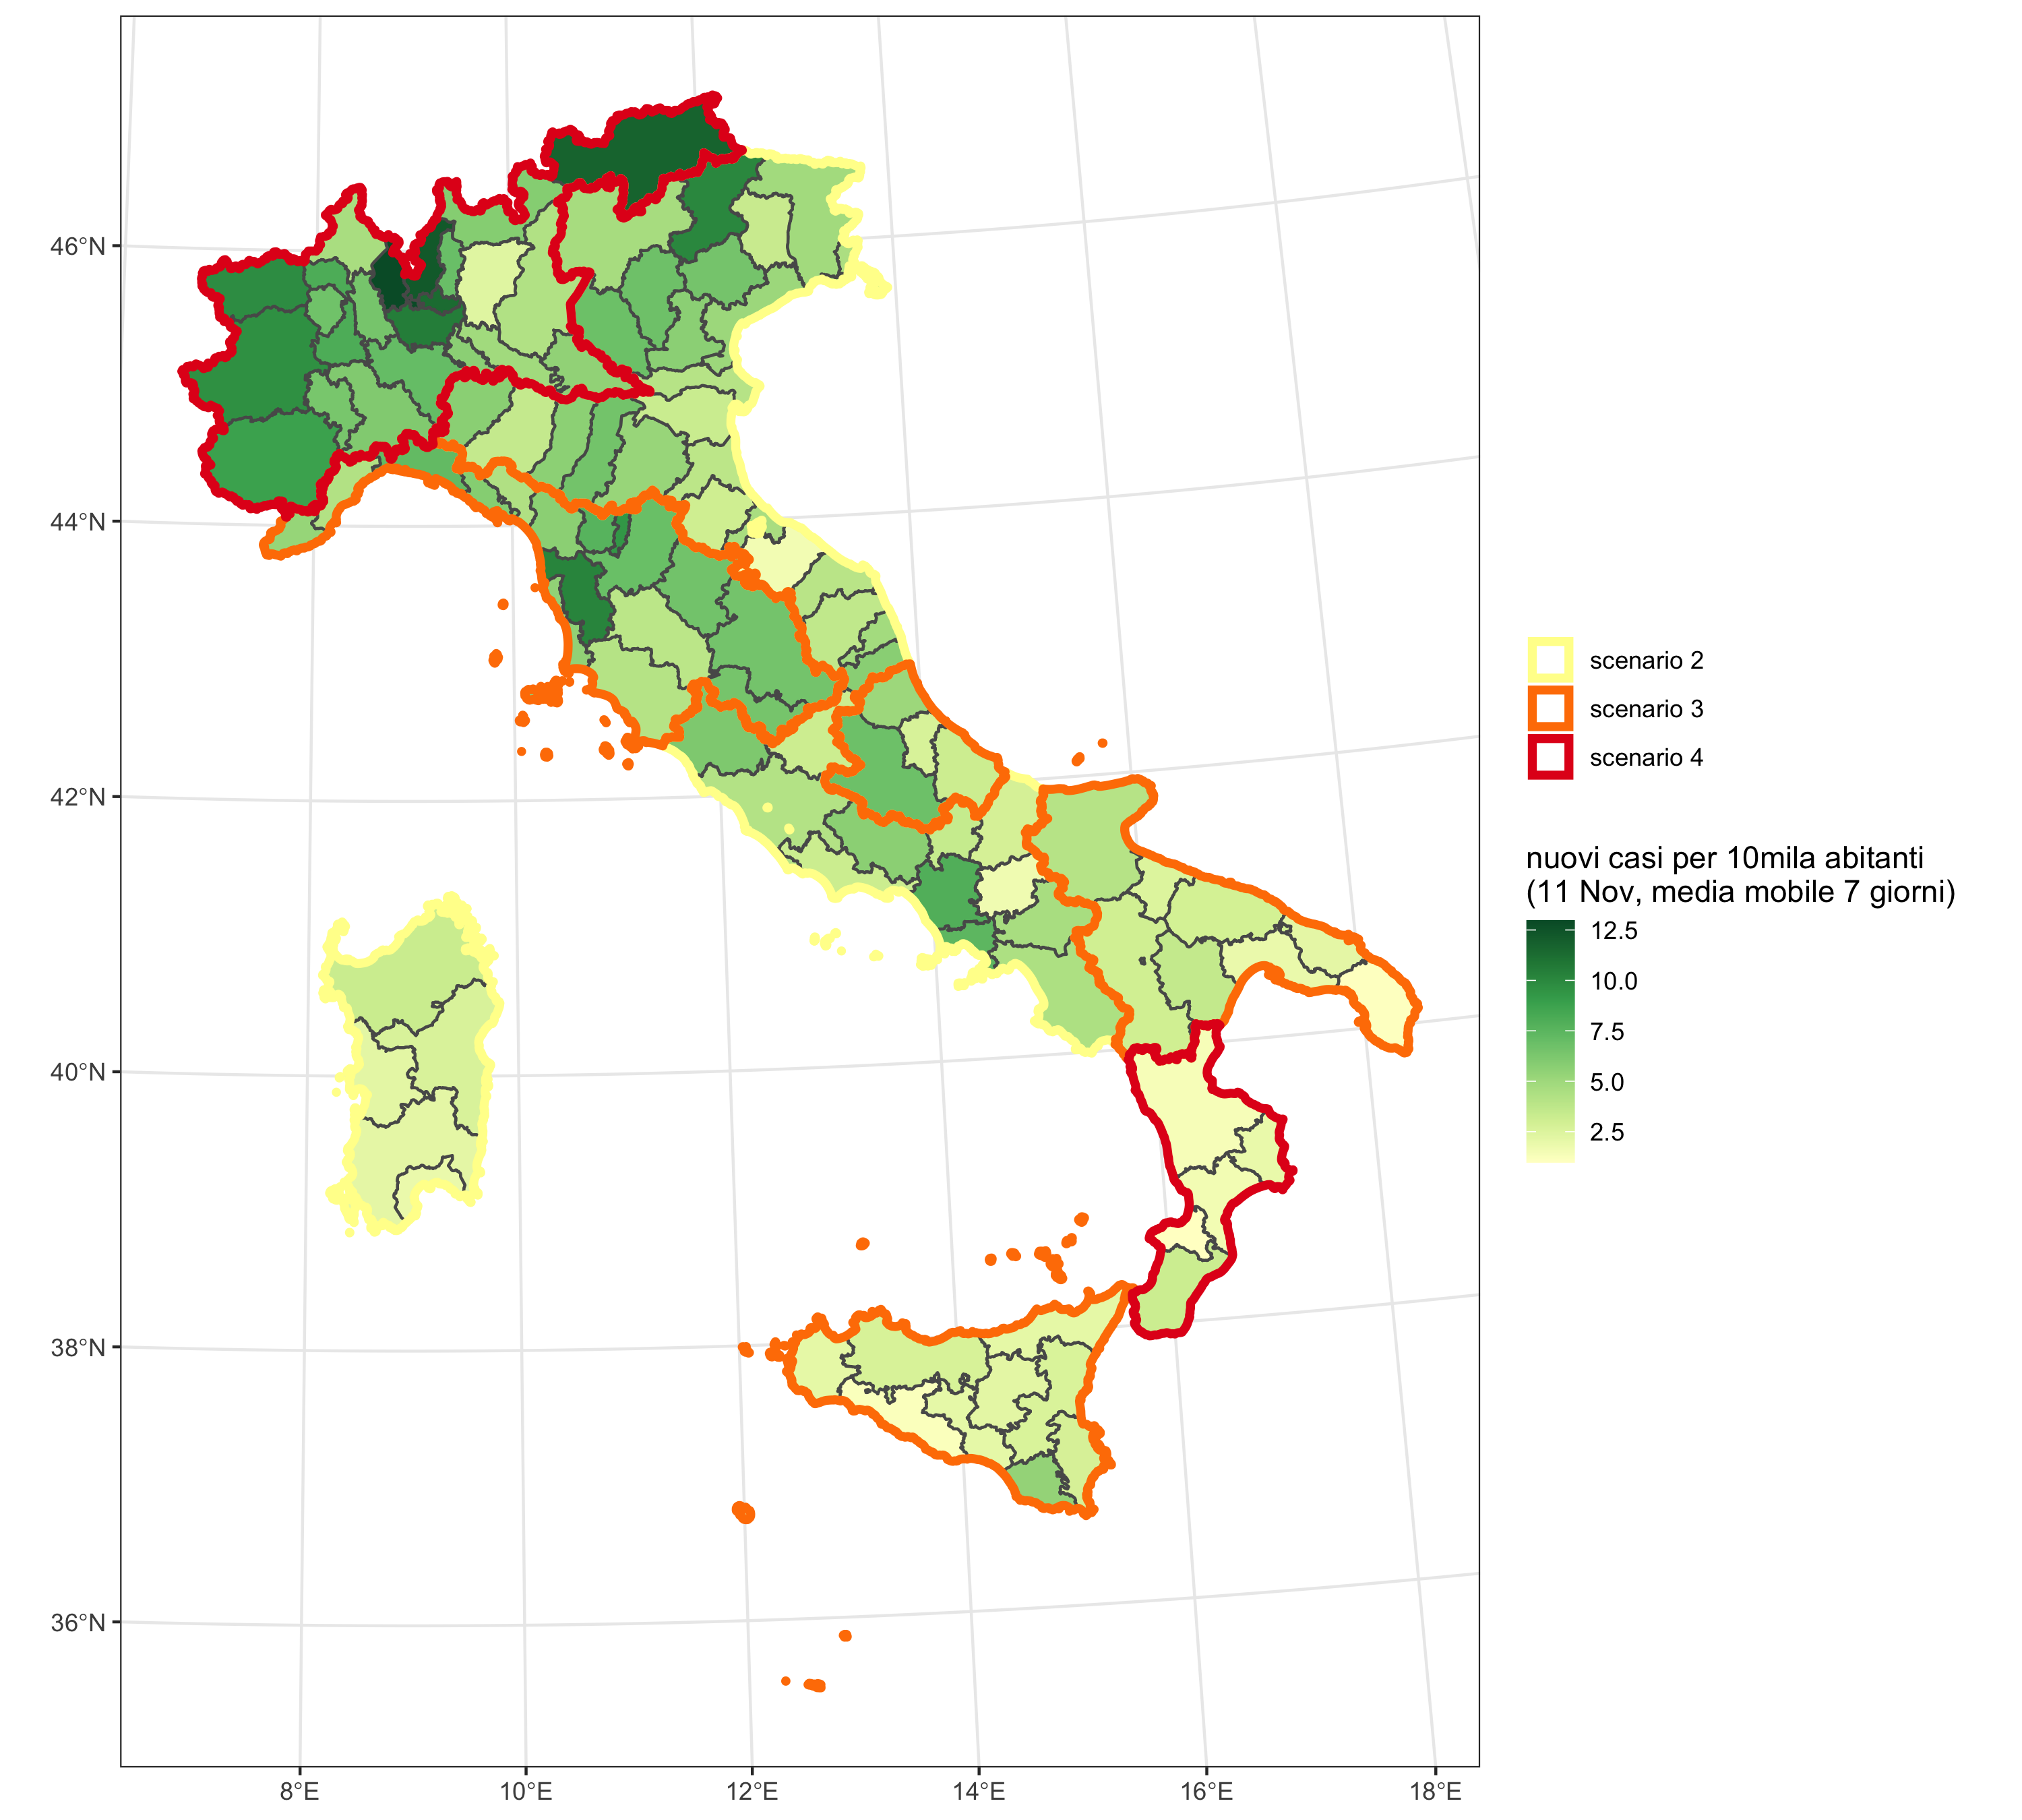 46°N
44°N
42°N
40°N
38°N
36°N
8°E
10°E
12°E
14°E
16°E
18°E
scenario 2
scenario 3
scenario 4
nuovi casi per 10mila abitanti
(11 Nov, media mobile 7 giorni)
12.5
10.0
7.5
5.0
2.5